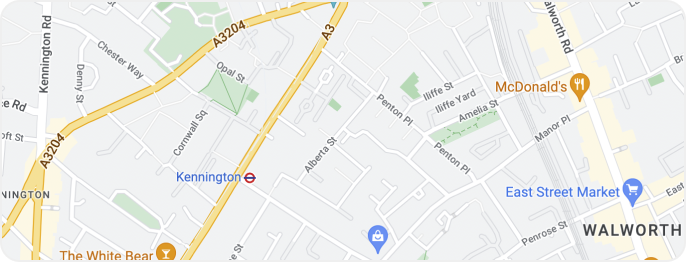 Kennington Rd
Denny St
Chester Way
A3204
A3
Opal St
Walworth Rd
McDonald's
Iliffe St
Iliffe Yard
Amelia St
Penton Pl
Manor Pl
Cornwall Sq
A3204
Alberta St
Penton Pl
Kennington
NNINGTON
East Street Market
WALWORTH
Penrose St
The White Bear